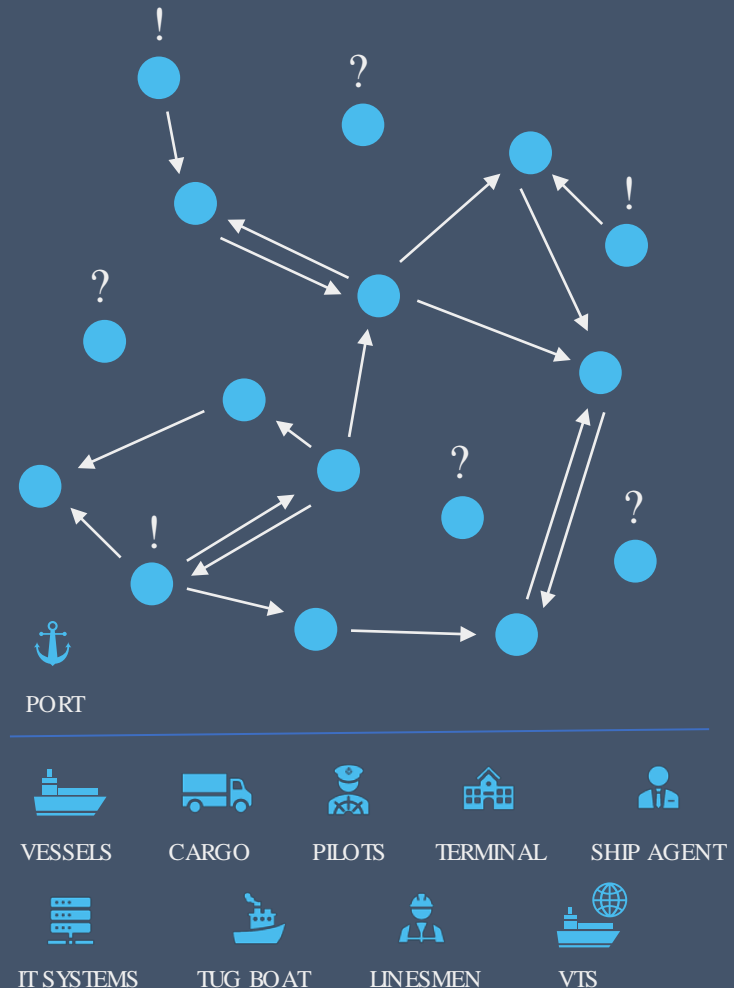 !
?
!
?
?
?
!
PORT
VESSELS CARGO PILOTS TERMINAL SHIP AGENT
IT SYSTEMS TUG BOAT LINESMEN VTS